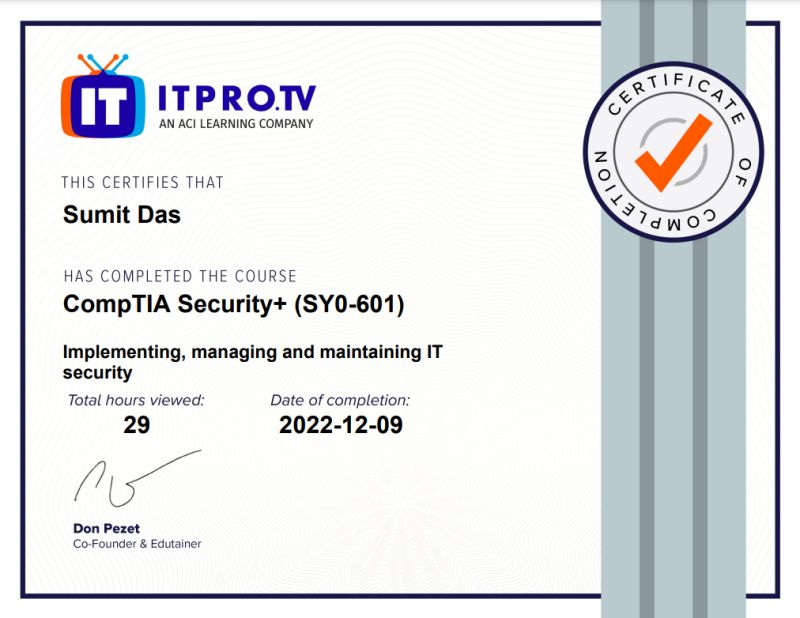 IT ITPRO.TV
AN ACI LEARNING COMPANY
CERTIFICATE OF COMPLETION
THIS CERTIFIES THAT
Sumit Das
HAS COMPLETED THE COURSE
CompTIA Security+ (SY0-601)
Implementing, managing and maintaining IT
security
Total hours viewed: Date of completion:
29 2022-12-09
Don Pezet
Co-Founder & Edutainer